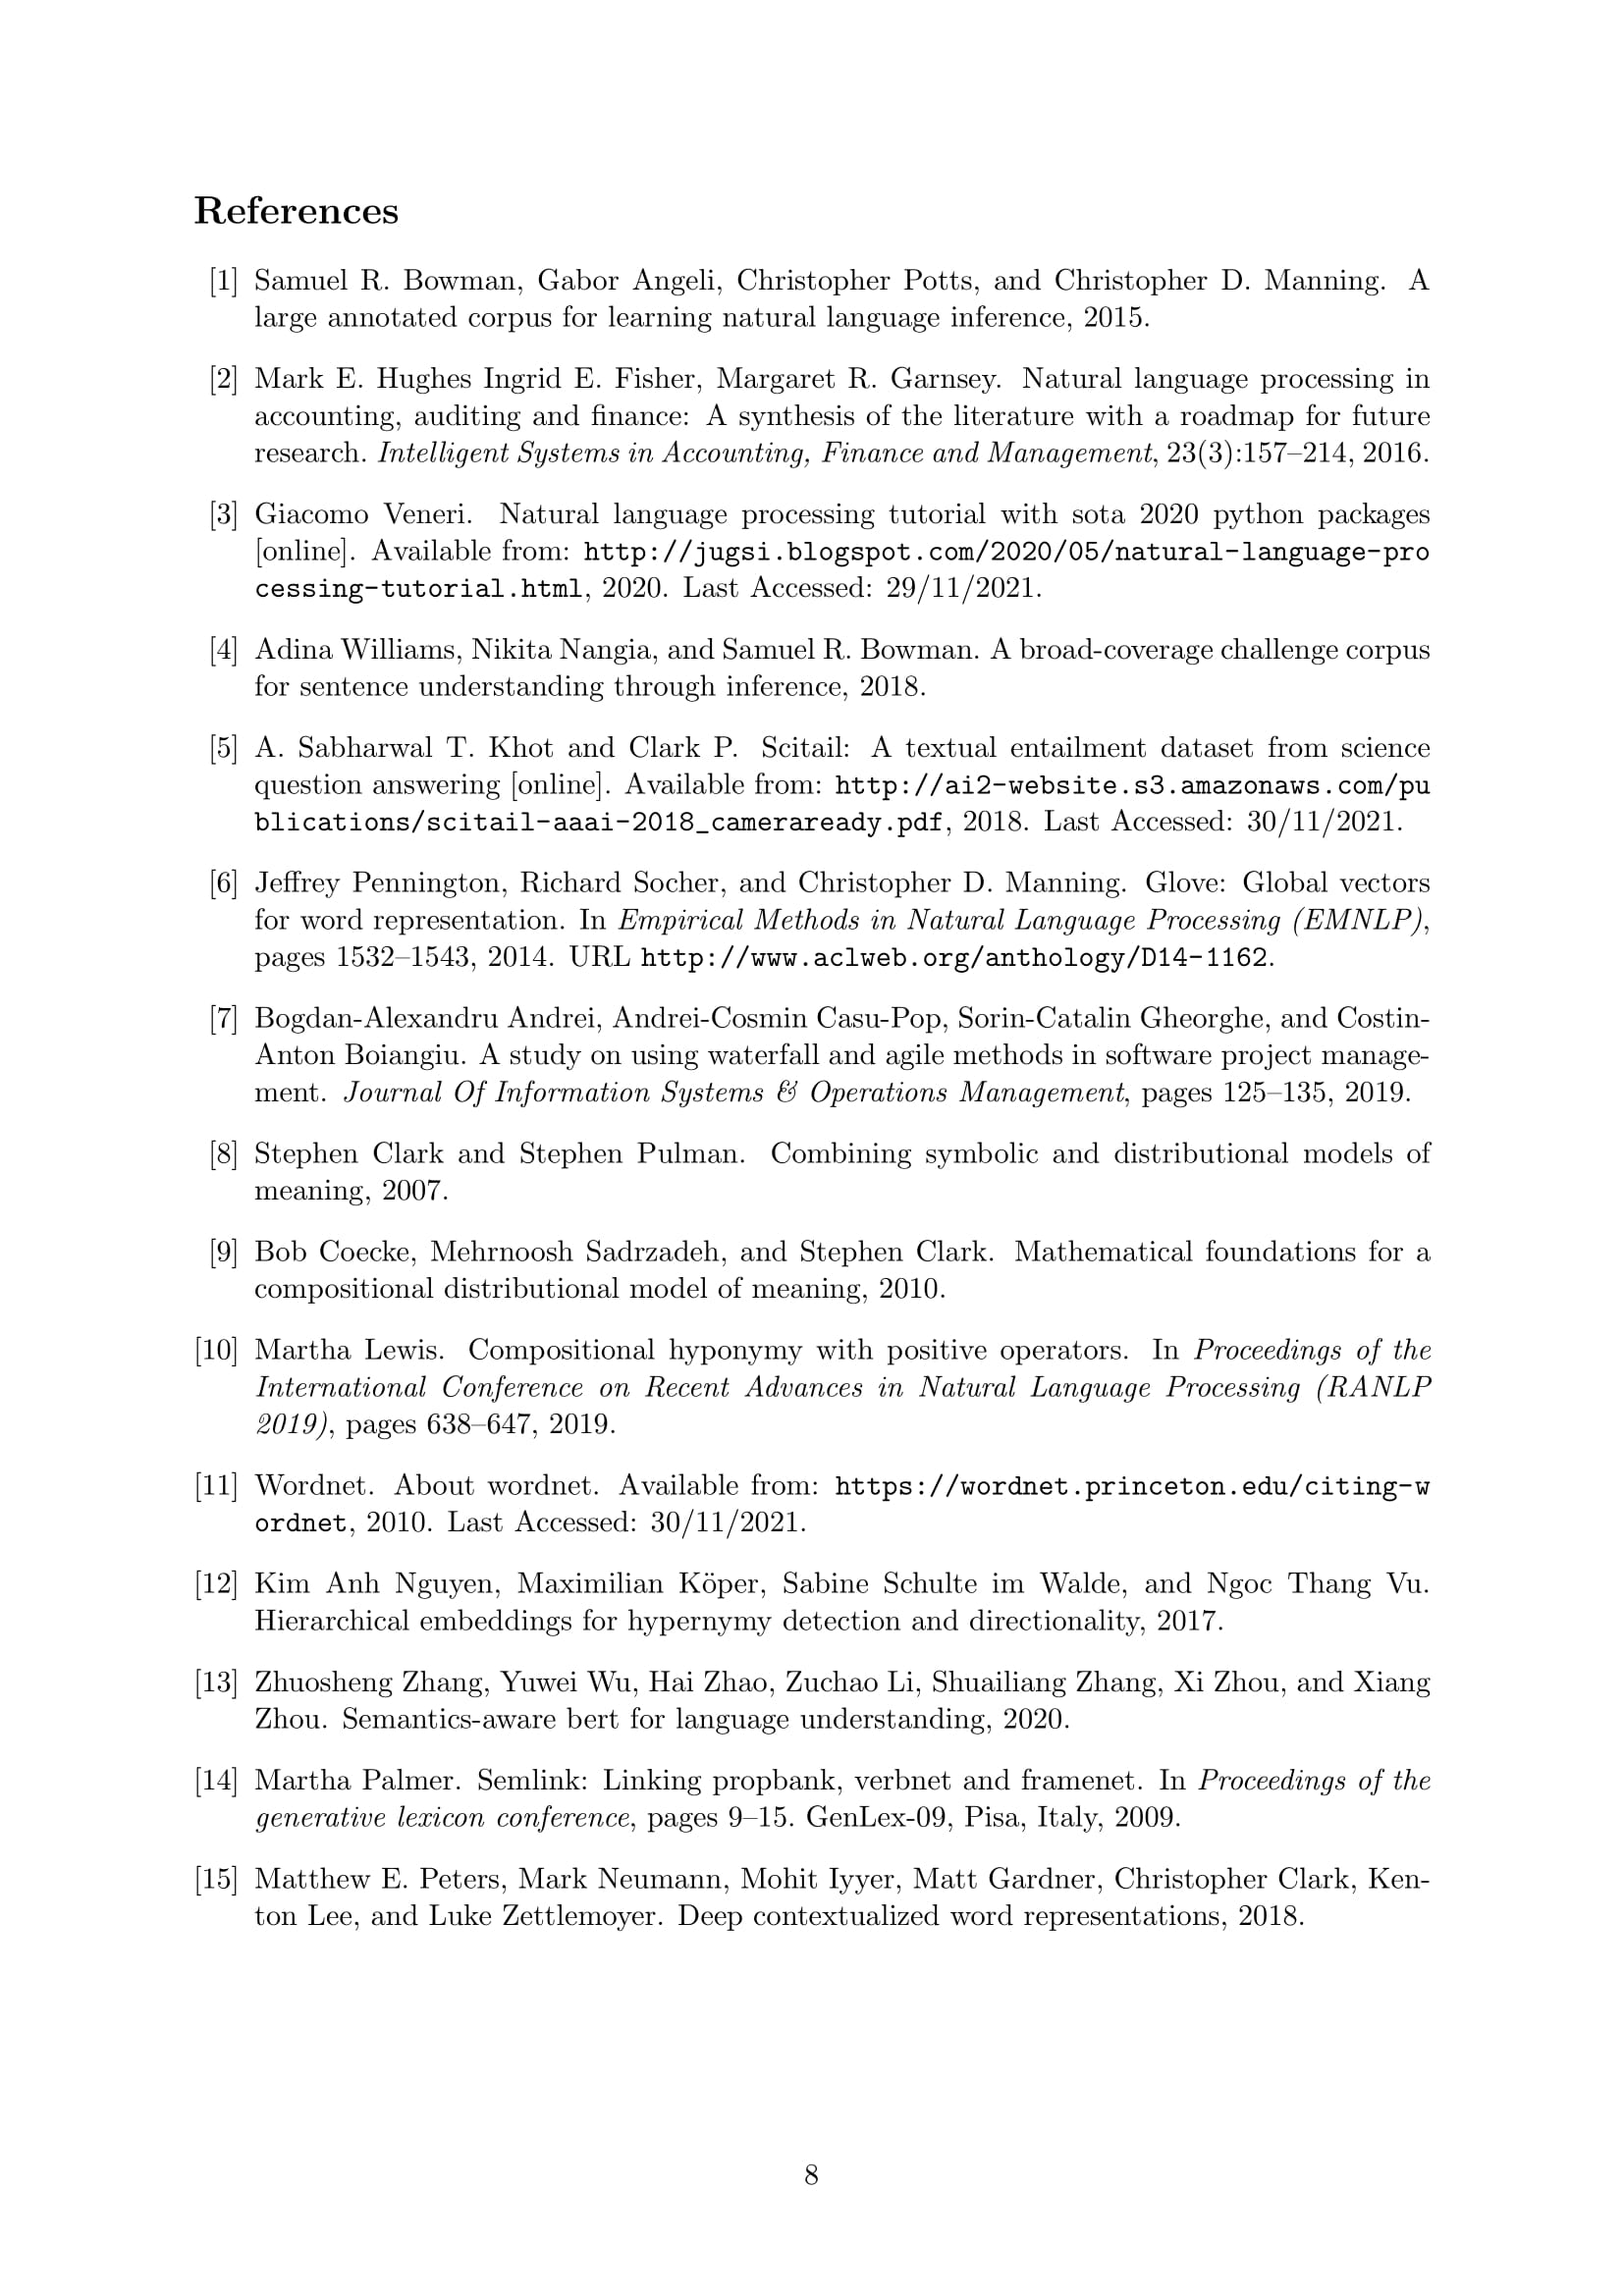 References
[1] Samuel R. Bowman, Gabor Angeli, Christopher Potts, and Christopher D. Manning. A
large annotated corpus for learning natural language inference, 2015.
[2] Mark E. Hughes Ingrid E. Fisher, Margaret R. Garnsey. Natural language processing in
accounting, auditing and finance: A synthesis of the literature with a roadmap for future
research. Intelligent Systems in Accounting, Finance and Management, 23(3):157–214, 2016.
[3] Giacomo Veneri. Natural language processing tutorial with sota 2020 python packages
[online]. Available from: http://jugsi.blogspot.com/2020/05/natural-language-pro
cessing-tutorial.html, 2020. Last Accessed: 29/11/2021.
[4] Adina Williams, Nikita Nangia, and Samuel R. Bowman. A broad-coverage challenge corpus
for sentence understanding through inference, 2018.
[5] A. Sabharwal T. Khot and Clark P. Scitail: A textual entailment dataset from science
question answering [online]. Available from: http://ai2-website.s3.amazonaws.com/pu
blications/scitail-aaai-2018_cameraready.pdf, 2018. Last Accessed: 30/11/2021.
[6] Jeffrey Pennington, Richard Socher, and Christopher D. Manning. Glove: Global vectors
for word representation. In Empirical Methods in Natural Language Processing (EMNLP),
pages 1532–1543, 2014. URL http://www.aclweb.org/anthology/D14-1162.
[7] Bogdan-Alexandru Andrei, Andrei-Cosmin Casu-Pop, Sorin-Catalin Gheorghe, and Costin-
Anton Boiangiu. A study on using waterfall and agile methods in software project manage-
ment. Journal Of Information Systems & Operations Management, pages 125–135, 2019.
[8] Stephen Clark and Stephen Pulman. Combining symbolic and distributional models of
meaning, 2007.
[9] Bob Coecke, Mehrnoosh Sadrzadeh, and Stephen Clark. Mathematical foundations for a
compositional distributional model of meaning, 2010.
[10] Martha Lewis. Compositional hyponymy with positive operators. In Proceedings of the
International Conference on Recent Advances in Natural Language Processing (RANLP
2019), pages 638–647, 2019.
[11] Wordnet. About wordnet. Available from: https://wordnet.princeton.edu/citing-w
ordnet, 2010. Last Accessed: 30/11/2021.
[12] Kim Anh Nguyen, Maximilian Köper, Sabine Schulte im Walde, and Ngoc Thang Vu.
Hierarchical embeddings for hypernymy detection and directionality, 2017.
[13] Zhuosheng Zhang, Yuwei Wu, Hai Zhao, Zuchao Li, Shuailiang Zhang, Xi Zhou, and Xiang
Zhou. Semantics-aware bert for language understanding, 2020.
[14] Martha Palmer. Semlink: Linking propbank, verbnet and framenet. In Proceedings of the
generative lexicon conference, pages 9–15. GenLex-09, Pisa, Italy, 2009.
[15] Matthew E. Peters, Mark Neumann, Mohit Iyyer, Matt Gardner, Christopher Clark, Ken-
ton Lee, and Luke Zettlemoyer. Deep contextualized word representations, 2018.
8